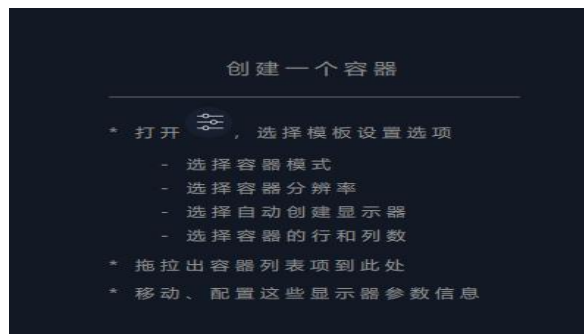 创建一个容器
* 打开 , 选择模板设置选项
- 选择容器模式
- 选择容器分辨率
- 选择自动创建显示器
- 选择容器的行和列数
* 拖拉出容器列表项到此处
* 移动、配置这些显示器参数信息